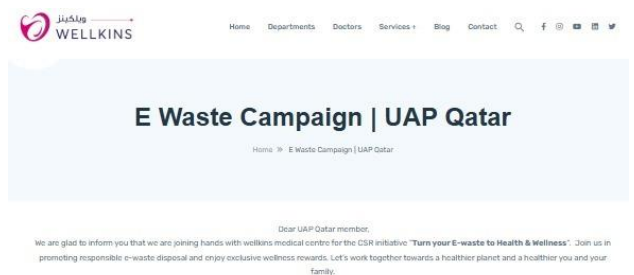 ويلكينز
WELLKINS
Home Departments Doctors Services + Blog Contact
E Waste Campaign | UAP Qatar
Home » E Waste Campaign | UAP Qatar
Dear UAP Qatar member,
We are glad to inform you that we are joining hands with wellkins medical centre for the CSR initiative "Turn your E-waste to Health & Wellness". Join us in
promoting responsible e-waste disposal and enjoy exclusive wellness rewards. Let's work together towards a healthier planet and a healthier you and your
family.